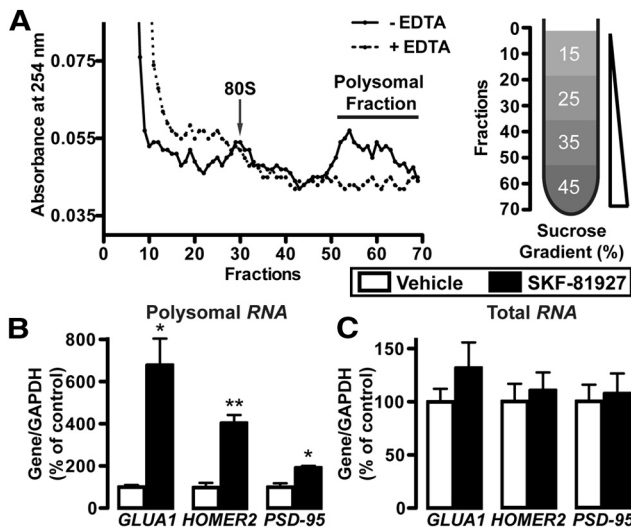 A
Absorbance at 254 nm
0.075
0.055
0.035
0 10 20 30 40 50 60 70
Fractions
80S
- EDTA
+ EDTA
Polysomal
Fraction
Fractions
0
10
20
30
40
50
60
70
15
25
35
45
Sucrose
Gradient (%)
Vehicle SKF-81927
B
Polysomal RNA
Gene/GAPDH
(% of control)
800
600
400
200
0
*
**
*
GLUA1 HOMER2 PSD-95
C
Total RNA
Gene/GAPDH
(% of control)
150
100
50
0
GLUA1 HOMER2 PSD-95